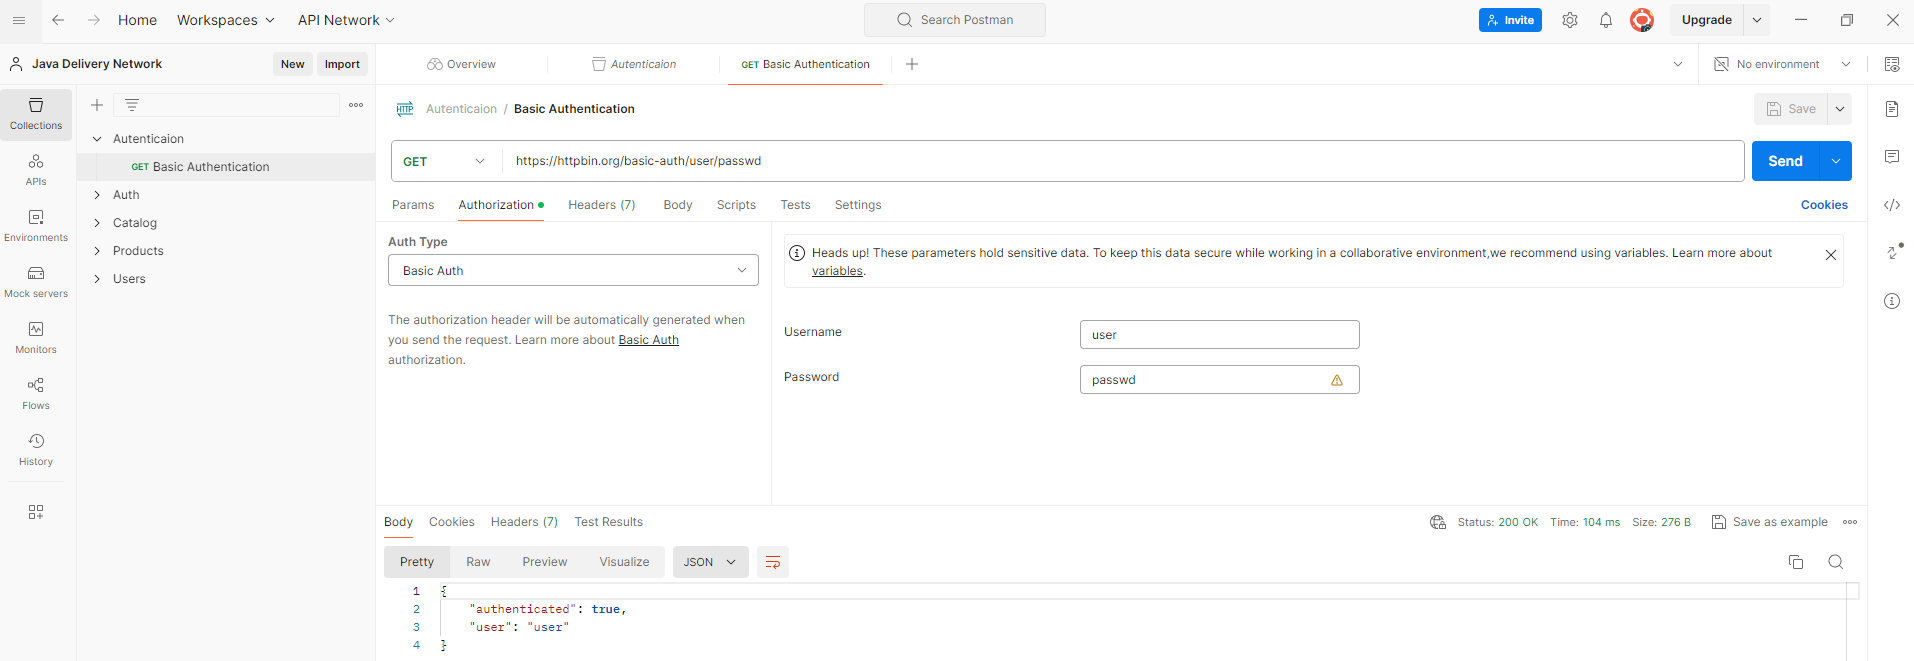 Home Workspaces API Network Search Postman Invite Upgrade
Java Delivery Network New Import Overview Autenticaion GET Basic Authentication No environment
Collections
APIs
Environments
Mock servers
Monitors
Flows
History
Autenticaion
GET Basic Authentication
Auth
Catalog
Products
Users
HTTP Autenticaion / Basic Authentication Save
GET https://httpbin.org/basic-auth/user/passwd Send
Params Authorization Headers (7) Body Scripts Tests Settings Cookies
Auth Type
Basic Auth
The authorization header will be automatically generated when
you send the request. Learn more about Basic Auth
authorization.
Heads up! These parameters hold sensitive data. To keep this data secure while working in a collaborative environment,we recommend using variables. Learn more about
variables.
Username user
Password passwd
Body Cookies Headers (7) Test Results Status: 200 OK Time: 104 ms Size: 276 B Save as example
Pretty Raw Preview Visualize JSON
1 {
2 "authenticated": true,
3 "user": "user"
4 }